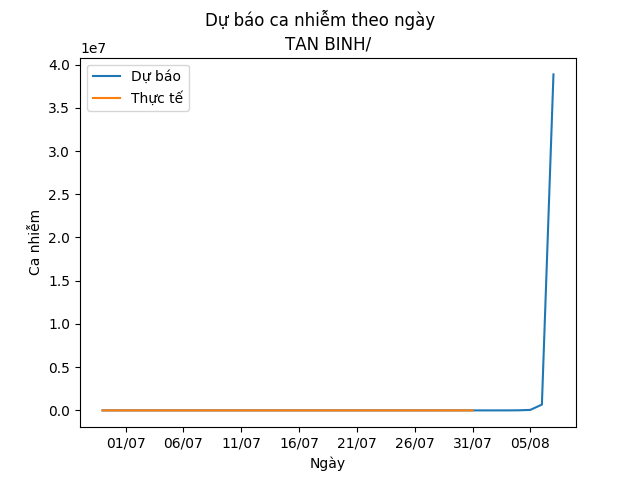 Dự báo ca nhiễm theo ngày
TAN BINH/
1e7
Dự báo
Thực tế
4.0
3.5
3.0
2.5
2.0
1.5
1.0
0.5
0.0
Ca nhiễm
01/07 06/07 11/07 16/07 21/07 26/07 31/07 05/08
Ngày